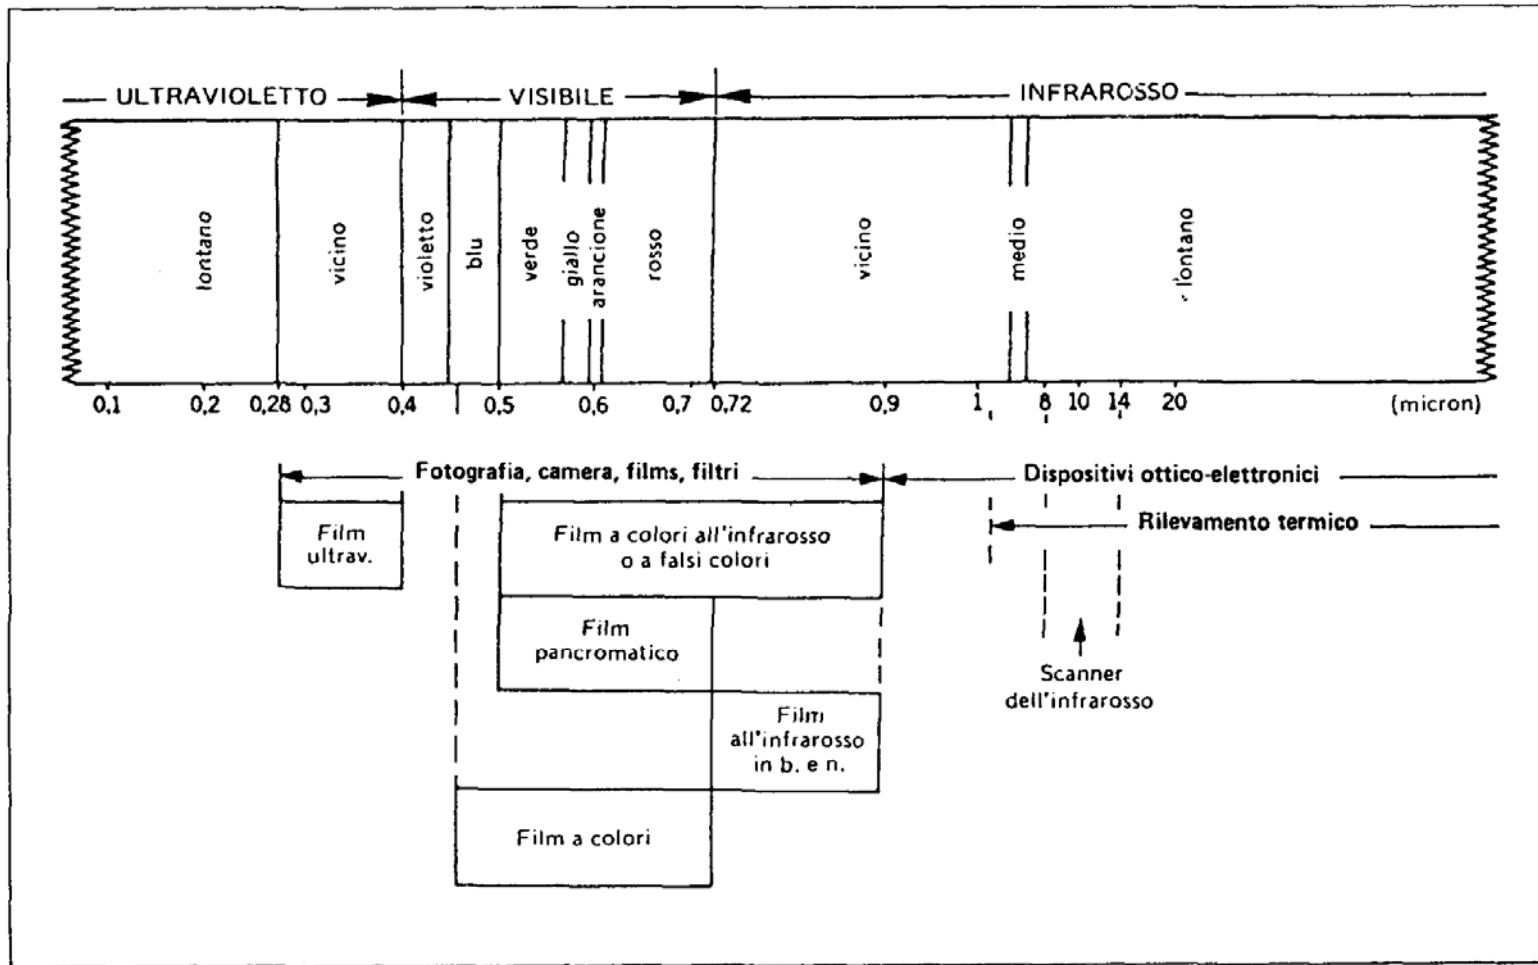 ULTRAVIOLETTO VISIBILE INFRAROSSO
lontano vicino violetto blu verde giallo arancione rosso vicino medio lontano
0,1 0,2 0,28 0,3 0,4 0,5 0,6 0,7 0,72 0,9 1 8 10 14 20 (micron)
Fotografia, camera, films, filtri
Dispositivi ottico-elettronici
Rilevamento termico
Film
ultrav.
Film a colori all'infrarosso
o a falsi colori
Film
pancromatico
Scanner
dell'infrarosso
Film
all'infrarosso
in b. e n.
Film a colori